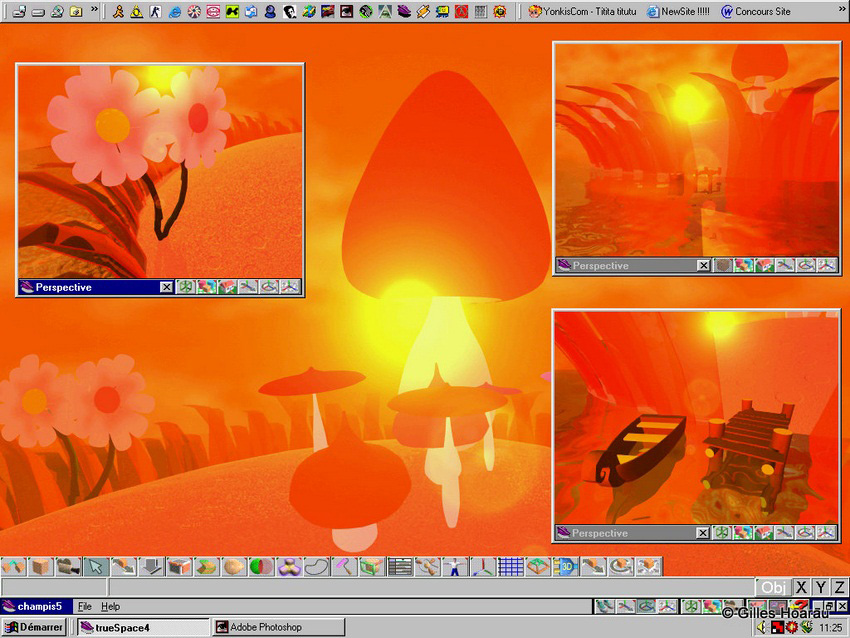 YonkisCom - Titita titutu NewSite !!!!! Concours Site
Perspective
Perspective
Perspective
3D
Obj X Y Z
champis5 File Help
© Gilles Hoarau
Démarrer trueSpace4 Adobe Photoshop 11:25